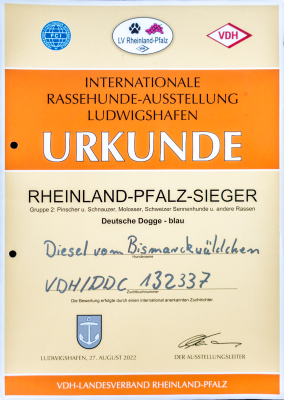 FCI
LV Rheinland-Pfalz
VDH
INTERNATIONALE
RASSEHUNDE-AUSSTELLUNG
LUDWIGSHAFEN
URKUNDE
RHEINLAND-PFALZ-SIEGER
Gruppe 2: Pinscher u. Schnauzer, Molosser, Schweizer Sennenhunde u. andere Rassen
Deutsche Dogge - blau
Diesel vom Bismarckwäldchen
Hundename
VDH/DDC 132337
Zuchtbuchnummer
Die Bewertung erfolgte durch einen international anerkannten Zuchtrichter.
LUDWIGSHAFEN, 27. AUGUST 2022
DER AUSSTELLUNGSLEITER
VDH-LANDESVERBAND RHEINLAND-PFALZ